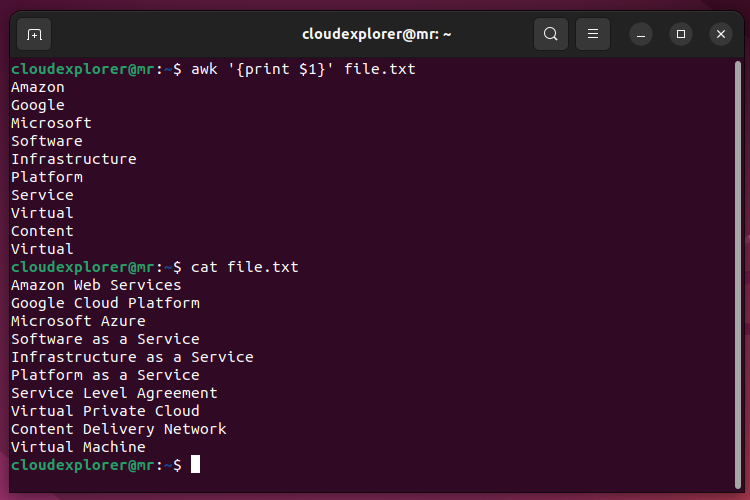 cloudexplorer@mr: ~
cloudexplorer@mr:~$ awk '{print $1}' file.txt
Amazon
Google
Microsoft
Software
Infrastructure
Platform
Service
Virtual
Content
Virtual
cloudexplorer@mr:~$ cat file.txt
Amazon Web Services
Google Cloud Platform
Microsoft Azure
Software as a Service
Infrastructure as a Service
Platform as a Service
Service Level Agreement
Virtual Private Cloud
Content Delivery Network
Virtual Machine
cloudexplorer@mr:~$